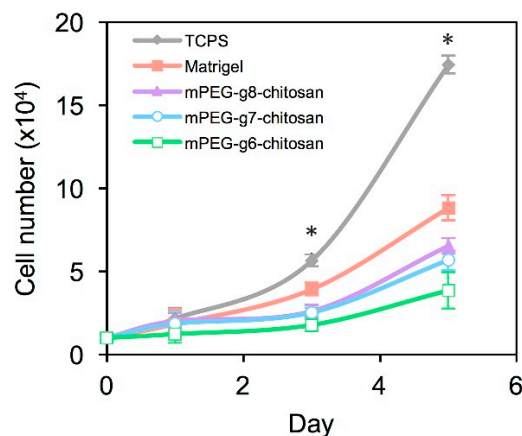 20
15
10
5
0
Cell number (x10⁴)
TCPS
Matrigel
mPEG-g8-chitosan
mPEG-g7-chitosan
mPEG-g6-chitosan
*
*
0 2 4 6
Day